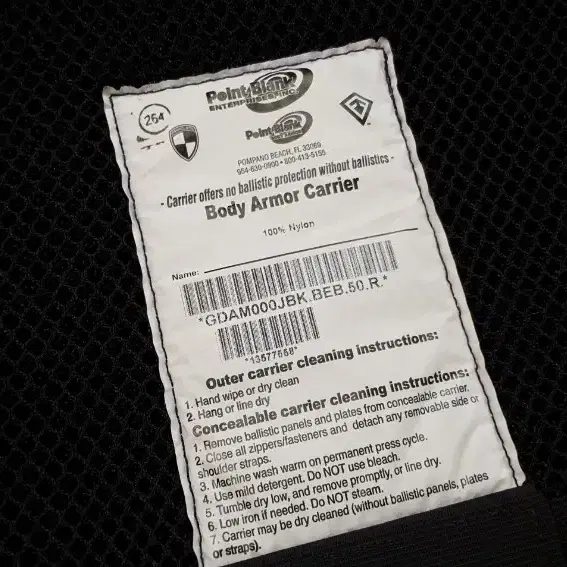 Point Blank
ENTERPRISES, INC.
264
Point Blank
POMPANO BEACH, FL 33069
954-630-0900 • 800-413-5155
- Carrier offers no ballistic protection without ballistics -
Body Armor Carrier
100% Nylon
Name:
*GDAM000JBK.BEB.50.R.*
*13577558*
Outer carrier cleaning instructions:
1. Hand wipe or dry clean
2. Hang or line dry
Concealable carrier cleaning instructions:
1. Remove ballistic panels and plates from concealable carrier.
2. Close all zippers/fasteners and detach any removable side or
shoulder straps.
3. Machine wash warm on permanent press cycle.
4. Use mild detergent. Do NOT use bleach.
5. Tumble dry low, and remove promptly, or line dry.
6. Low iron if needed. Do NOT steam.
7. Carrier may be dry cleaned (without ballistic panels, plates
or straps).